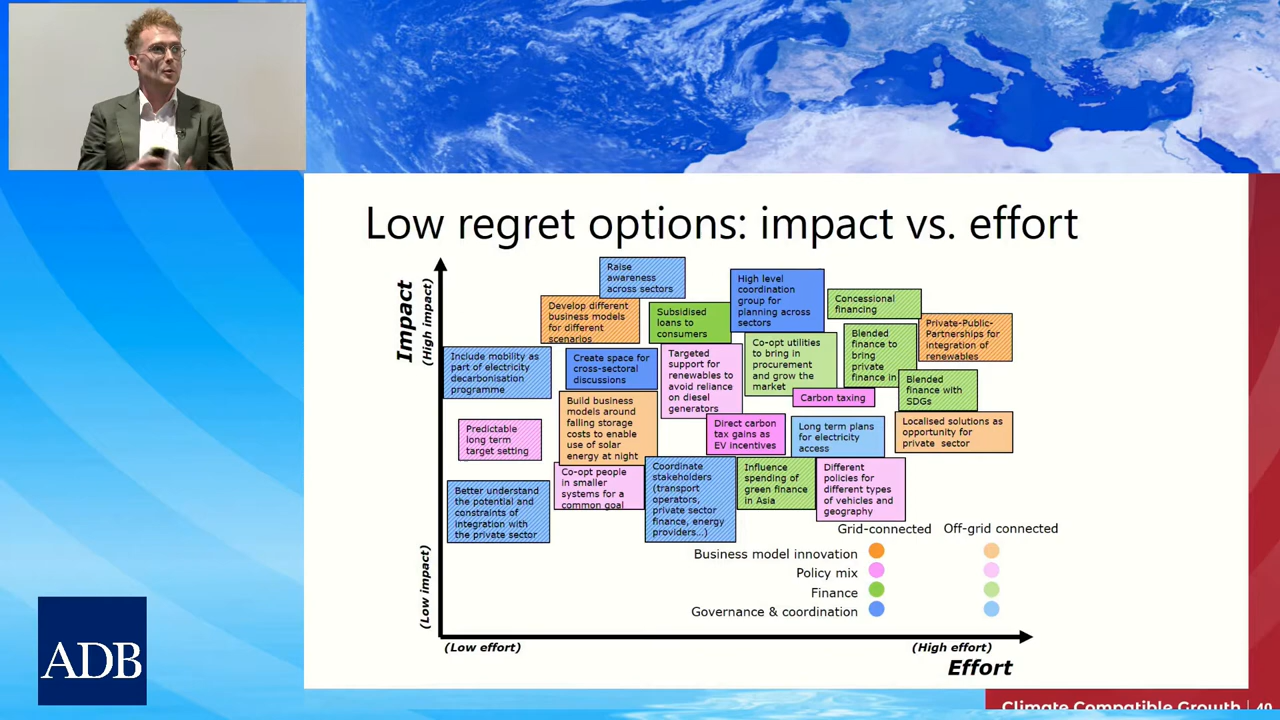 Low regret options: impact vs. effort
Impact
(High impact)
(Low impact)
Raise
awareness
across sectors
High level
coordination
group for
planning across
sectors
Concessional
financing
Develop different
business models
for different
scenarios
Subsidised
loans to
consumers
Private-Public-
Partnerships for
integration of
renewables
Blended
finance to
bring
private
finance in
Co-opt utilities
to bring in
procurement
and grow the
market
Include mobility as
part of electricity
decarbonisation
programme
Create space for
cross-sectoral
discussions
Targeted
support for
renewables to
avoid reliance
on diesel
generators
Blended
finance with
SDGs
Carbon taxing
Build business
models around
falling storage
costs to enable
use of solar
energy at night
Direct carbon
tax gains as
EV incentives
Long term plans
for electricity
access
Localised solutions as
opportunity for
private sector
Predictable
long term
target setting
Co-opt people
in smaller
systems for a
common goal
Coordinate
stakeholders
(transport
operators,
private sector
finance, energy
providers...)
Influence
spending of
green finance
in Asia
Different
policies for
different types
of vehicles and
geography
Better understand
the potential and
constraints of
integration with
the private sector
Grid-connected Off-grid connected
Business model innovation
Policy mix
Finance
Governance & coordination
(Low effort)
(High effort)
Effort
ADB
Climate Compatible Growth | 40